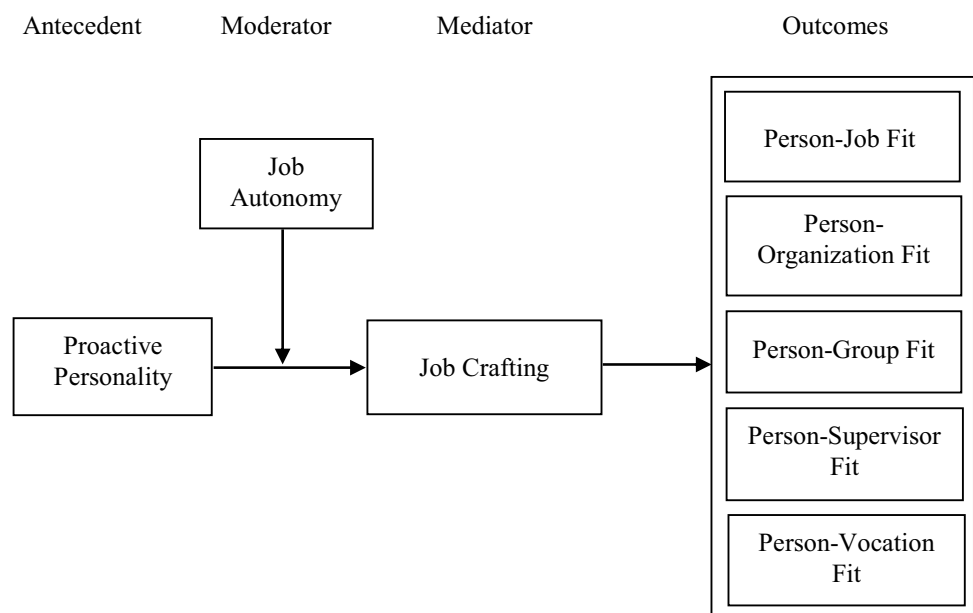 Antecedent Moderator Mediator Outcomes
Job
Autonomy
Proactive
Personality
Job Crafting
Person-Job Fit
Person-
Organization Fit
Person-Group Fit
Person-Supervisor
Fit
Person-Vocation
Fit